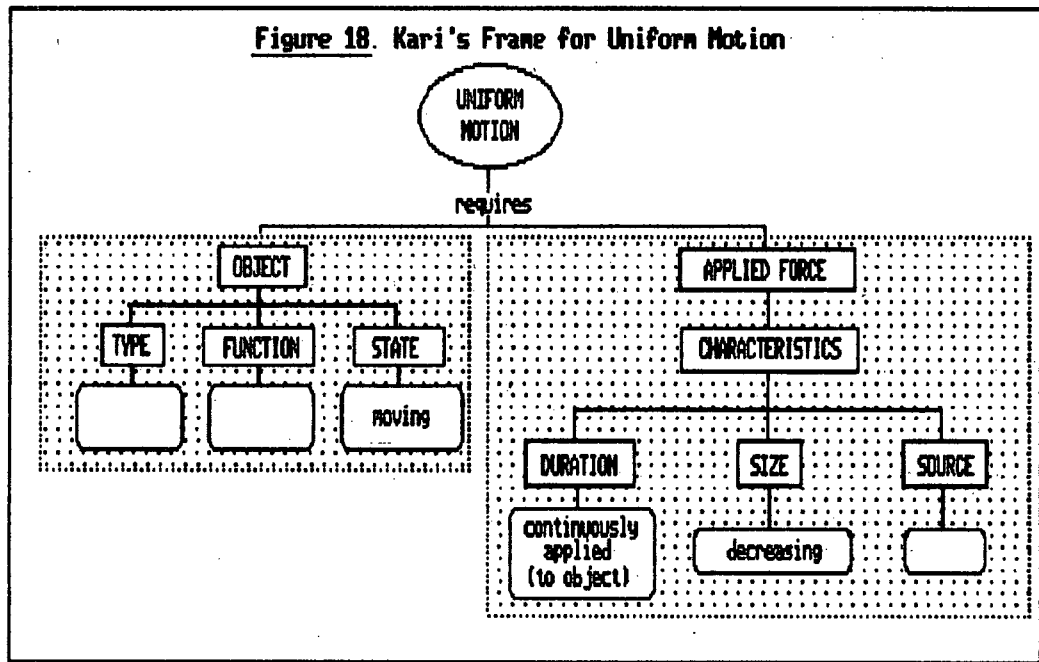 Figure 18. Kari's Frame for Uniform Motion
UNIFORM
MOTION
requires
OBJECT
APPLIED FORCE
TYPE
FUNCTION
STATE
CHARACTERISTICS
moving
DURATION
SIZE
SOURCE
continuously
applied
(to object)
decreasing